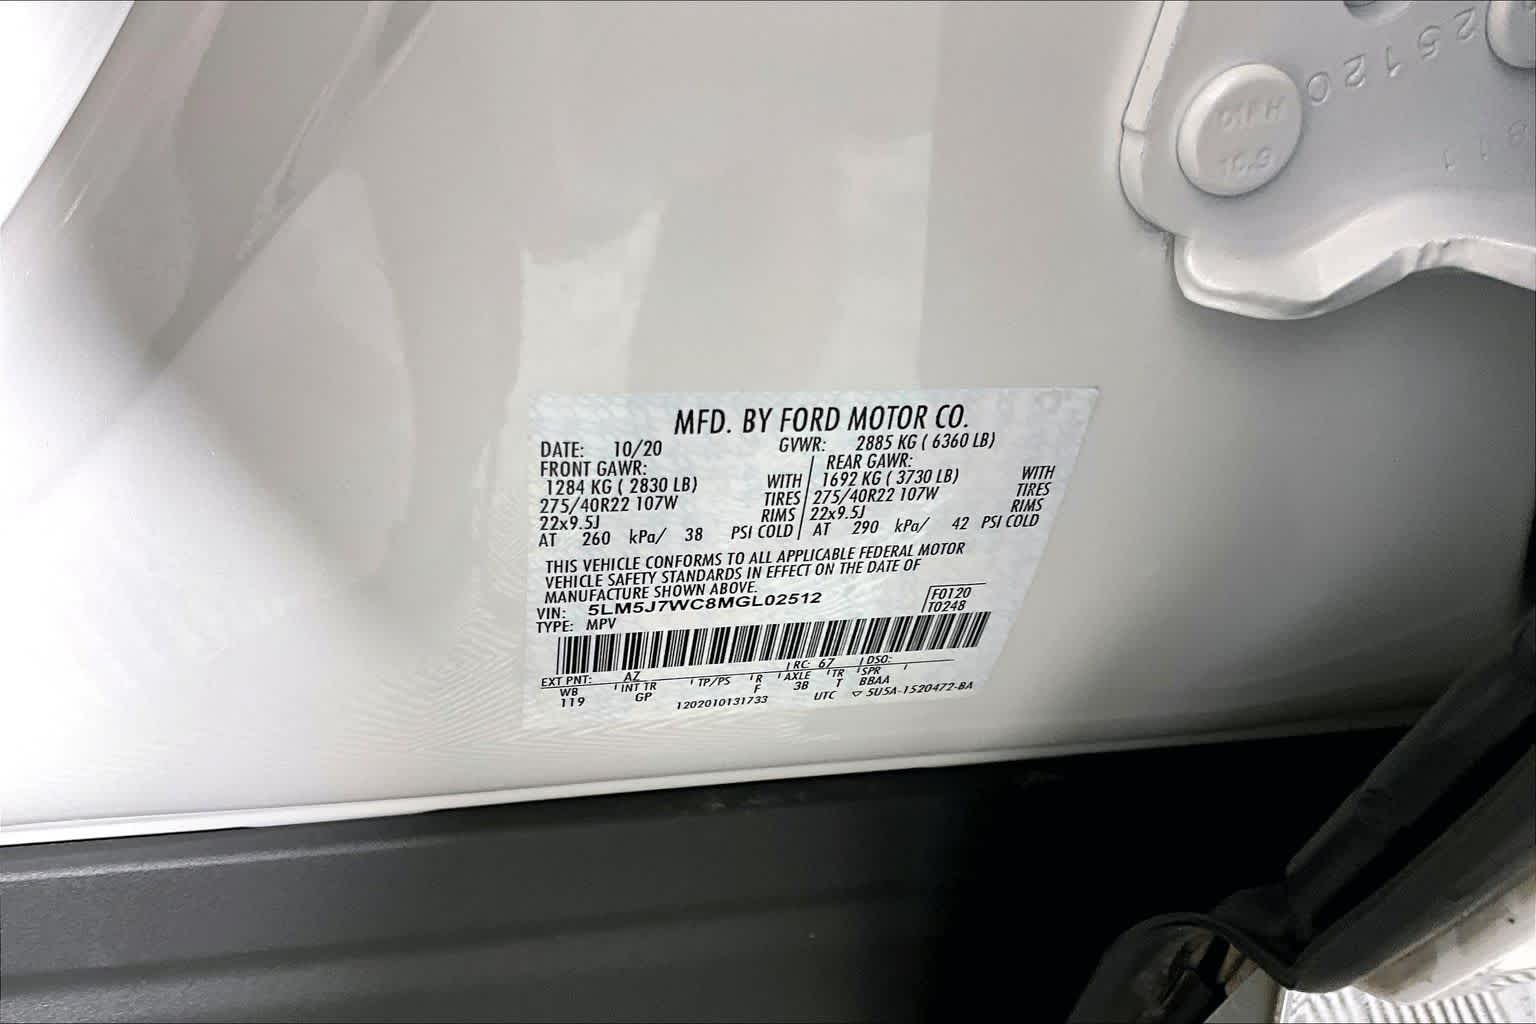 MFD. BY FORD MOTOR CO.
DATE: 10/20 GVWR: 2885 KG ( 6360 LB)
FRONT GAWR: REAR GAWR:
1284 KG ( 2830 LB) WITH 1692 KG ( 3730 LB) WITH
275/40R22 107W TIRES 275/40R22 107W TIRES
22x9.5J RIMS 22x9.5J RIMS
AT 260 kPa/ 38 PSI COLD AT 290 kPa/ 42 PSI COLD
THIS VEHICLE CONFORMS TO ALL APPLICABLE FEDERAL MOTOR
VEHICLE SAFETY STANDARDS IN EFFECT ON THE DATE OF
MANUFACTURE SHOWN ABOVE.
VIN: 5LM5J7WC8MGL02512 F0120
TYPE: MPV T0248
EXT PNT: AZ RC: 67 DSO:
WB INT TR TP/PS R AXLE TR SPR
119 GP F 3B T BBAA
1202010131733 UTC 5U5A-1520472-BA